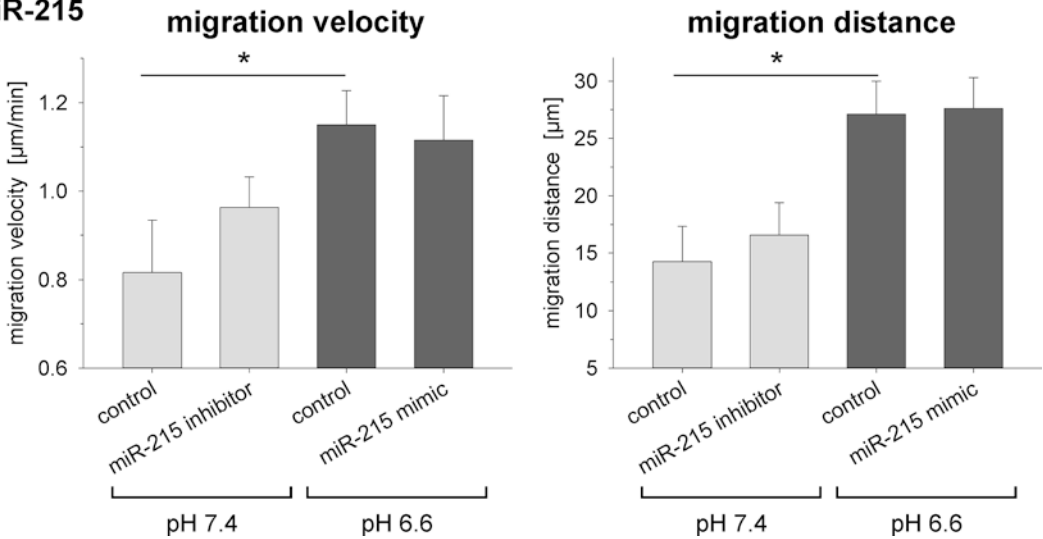 iR-215
migration velocity
migration distance
*
*
migration velocity [µm/min]
1.2
1.0
0.8
0.6
control
miR-215 inhibitor
control
miR-215 mimic
pH 7.4
pH 6.6
migration distance [µm]
30
25
20
15
10
5
control
miR-215 inhibitor
control
miR-215 mimic
pH 7.4
pH 6.6